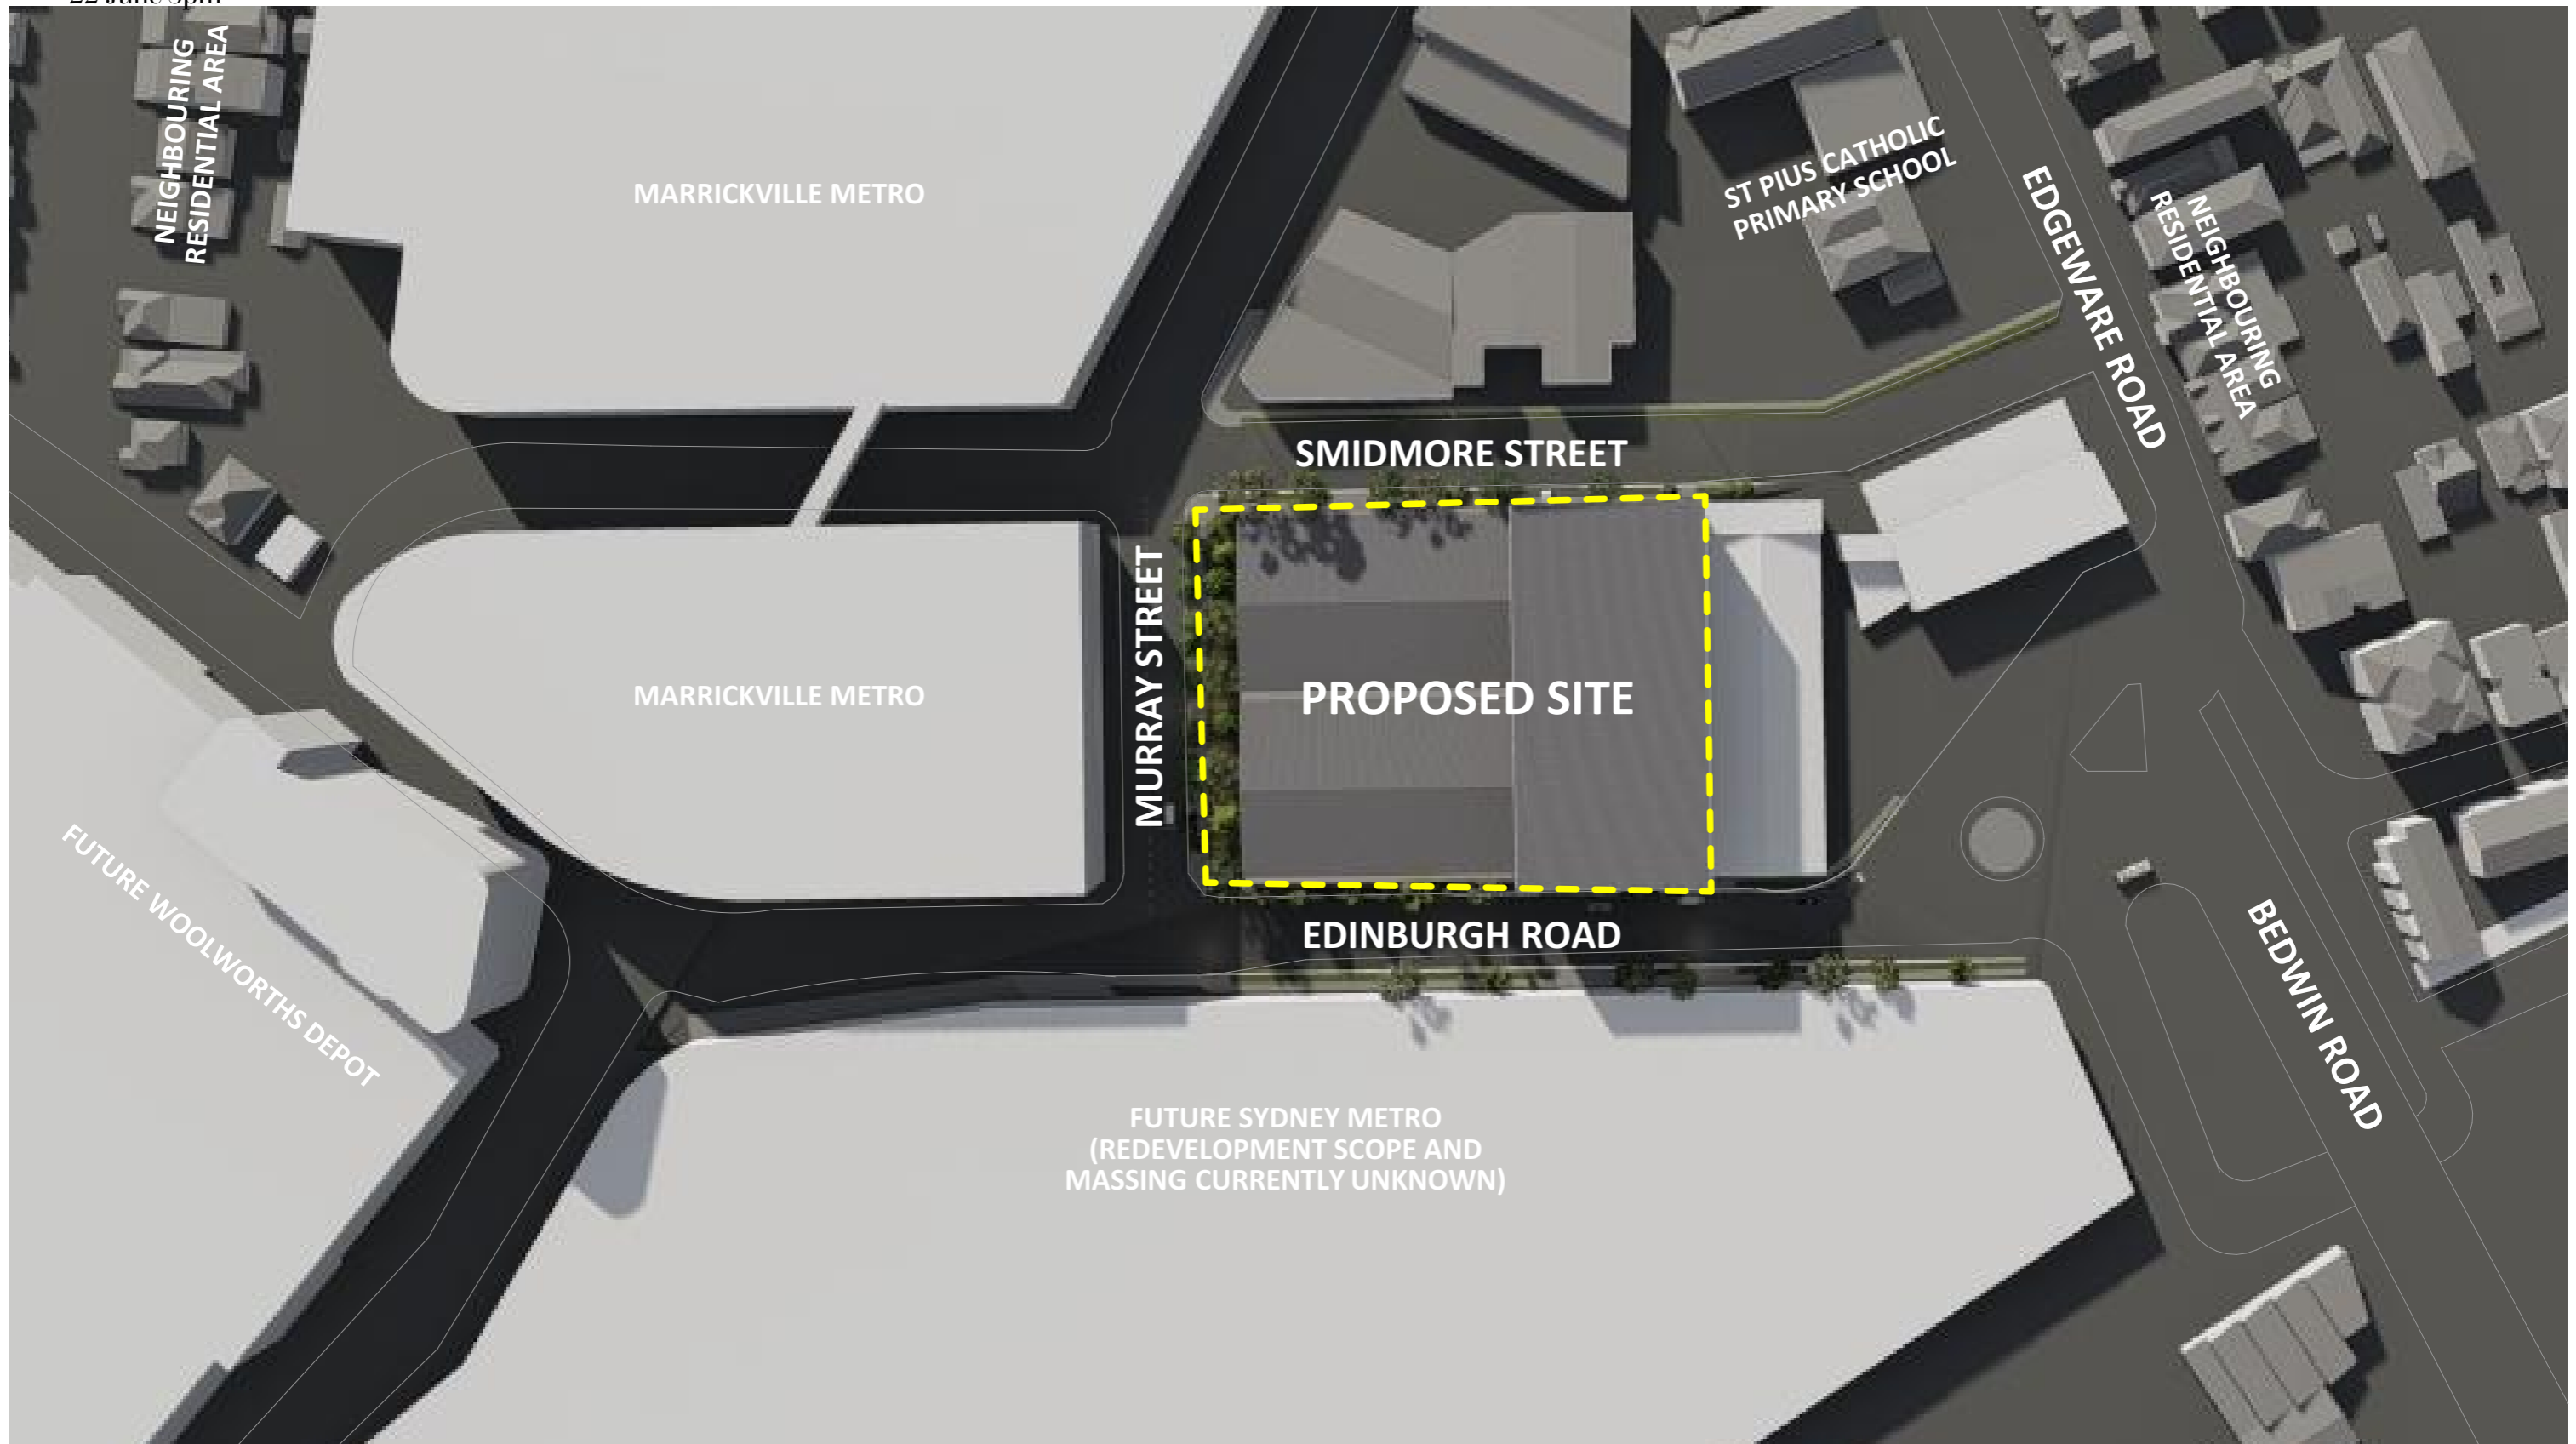 NEIGHBOURING
RESIDENTIAL AREA
MARRICKVILLE METRO
ST PIUS CATHOLIC
PRIMARY SCHOOL
EDGEWARE ROAD
NEIGHBOURING
RESIDENTIAL AREA
SMIDMORE STREET
MURRAY STREET
MARRICKVILLE METRO
PROPOSED SITE
FUTURE WOOLWORTHS DEPOT
EDINBURGH ROAD
BEDWIN ROAD
FUTURE SYDNEY METRO
(REDEVELOPMENT SCOPE AND
MASSING CURRENTLY UNKNOWN)